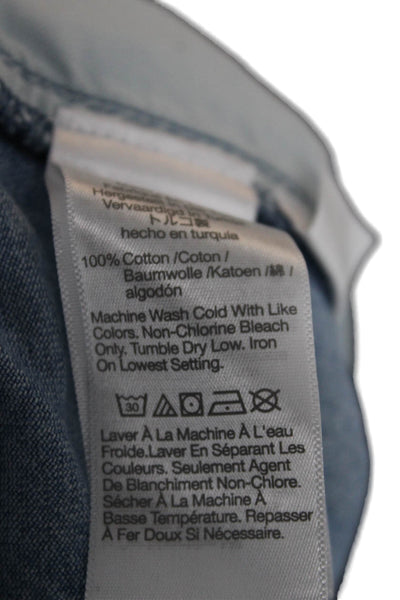 Hergestellt in
Vervaardigd in
トルコ製
hecho en turquia
100% Cotton /Coton /
Baumwolle /Katoen /綿 /
algodón
Machine Wash Cold With Like
Colors. Non-Chlorine Bleach
Only. Tumble Dry Low. Iron
On Lowest Setting.
30
Laver À La Machine À L'eau
Froide.Laver En Séparant Les
Couleurs. Seulement Agent
De Blanchiment Non-Chlore.
Sécher À La Machine À
Basse Température. Repasser
À Fer Doux Si Nécessaire.